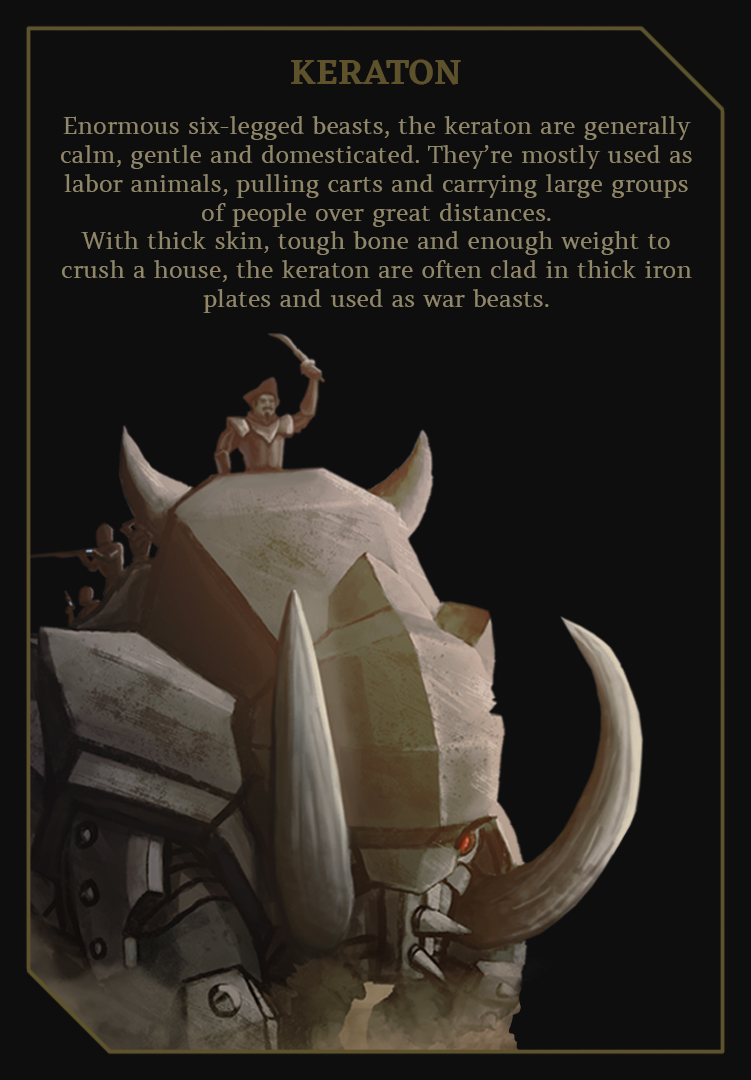 KERATON
Enormous six-legged beasts, the keraton are generally
calm, gentle and domesticated. They’re mostly used as
labor animals, pulling carts and carrying large groups
of people over great distances.
With thick skin, tough bone and enough weight to
crush a house, the keraton are often clad in thick iron
plates and used as war beasts.